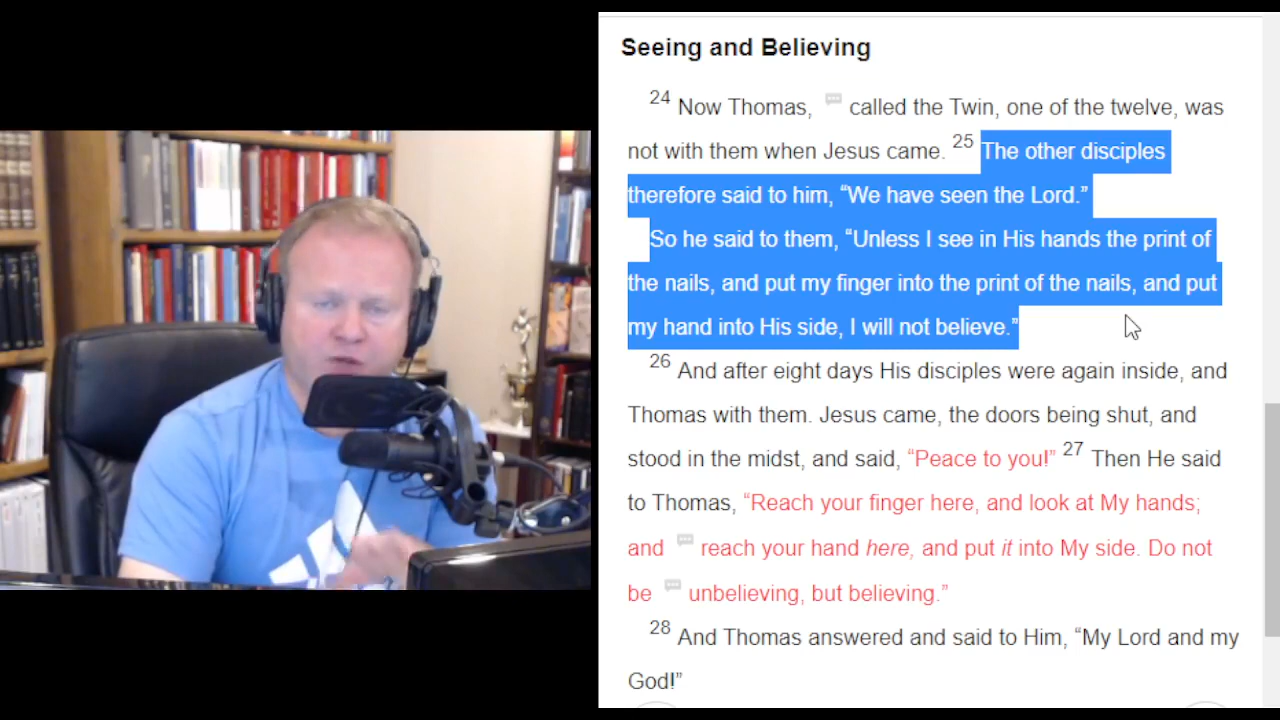 Seeing and Believing
24 Now Thomas, called the Twin, one of the twelve, was
not with them when Jesus came. 25 The other disciples
therefore said to him, “We have seen the Lord.”
So he said to them, “Unless I see in His hands the print of
the nails, and put my finger into the print of the nails, and put
my hand into His side, I will not believe.”
26 And after eight days His disciples were again inside, and
Thomas with them. Jesus came, the doors being shut, and
stood in the midst, and said, “Peace to you!” 27 Then He said
to Thomas, “Reach your finger here, and look at My hands;
and reach your hand here, and put it into My side. Do not
be unbelieving, but believing.”
28 And Thomas answered and said to Him, “My Lord and my
God!”